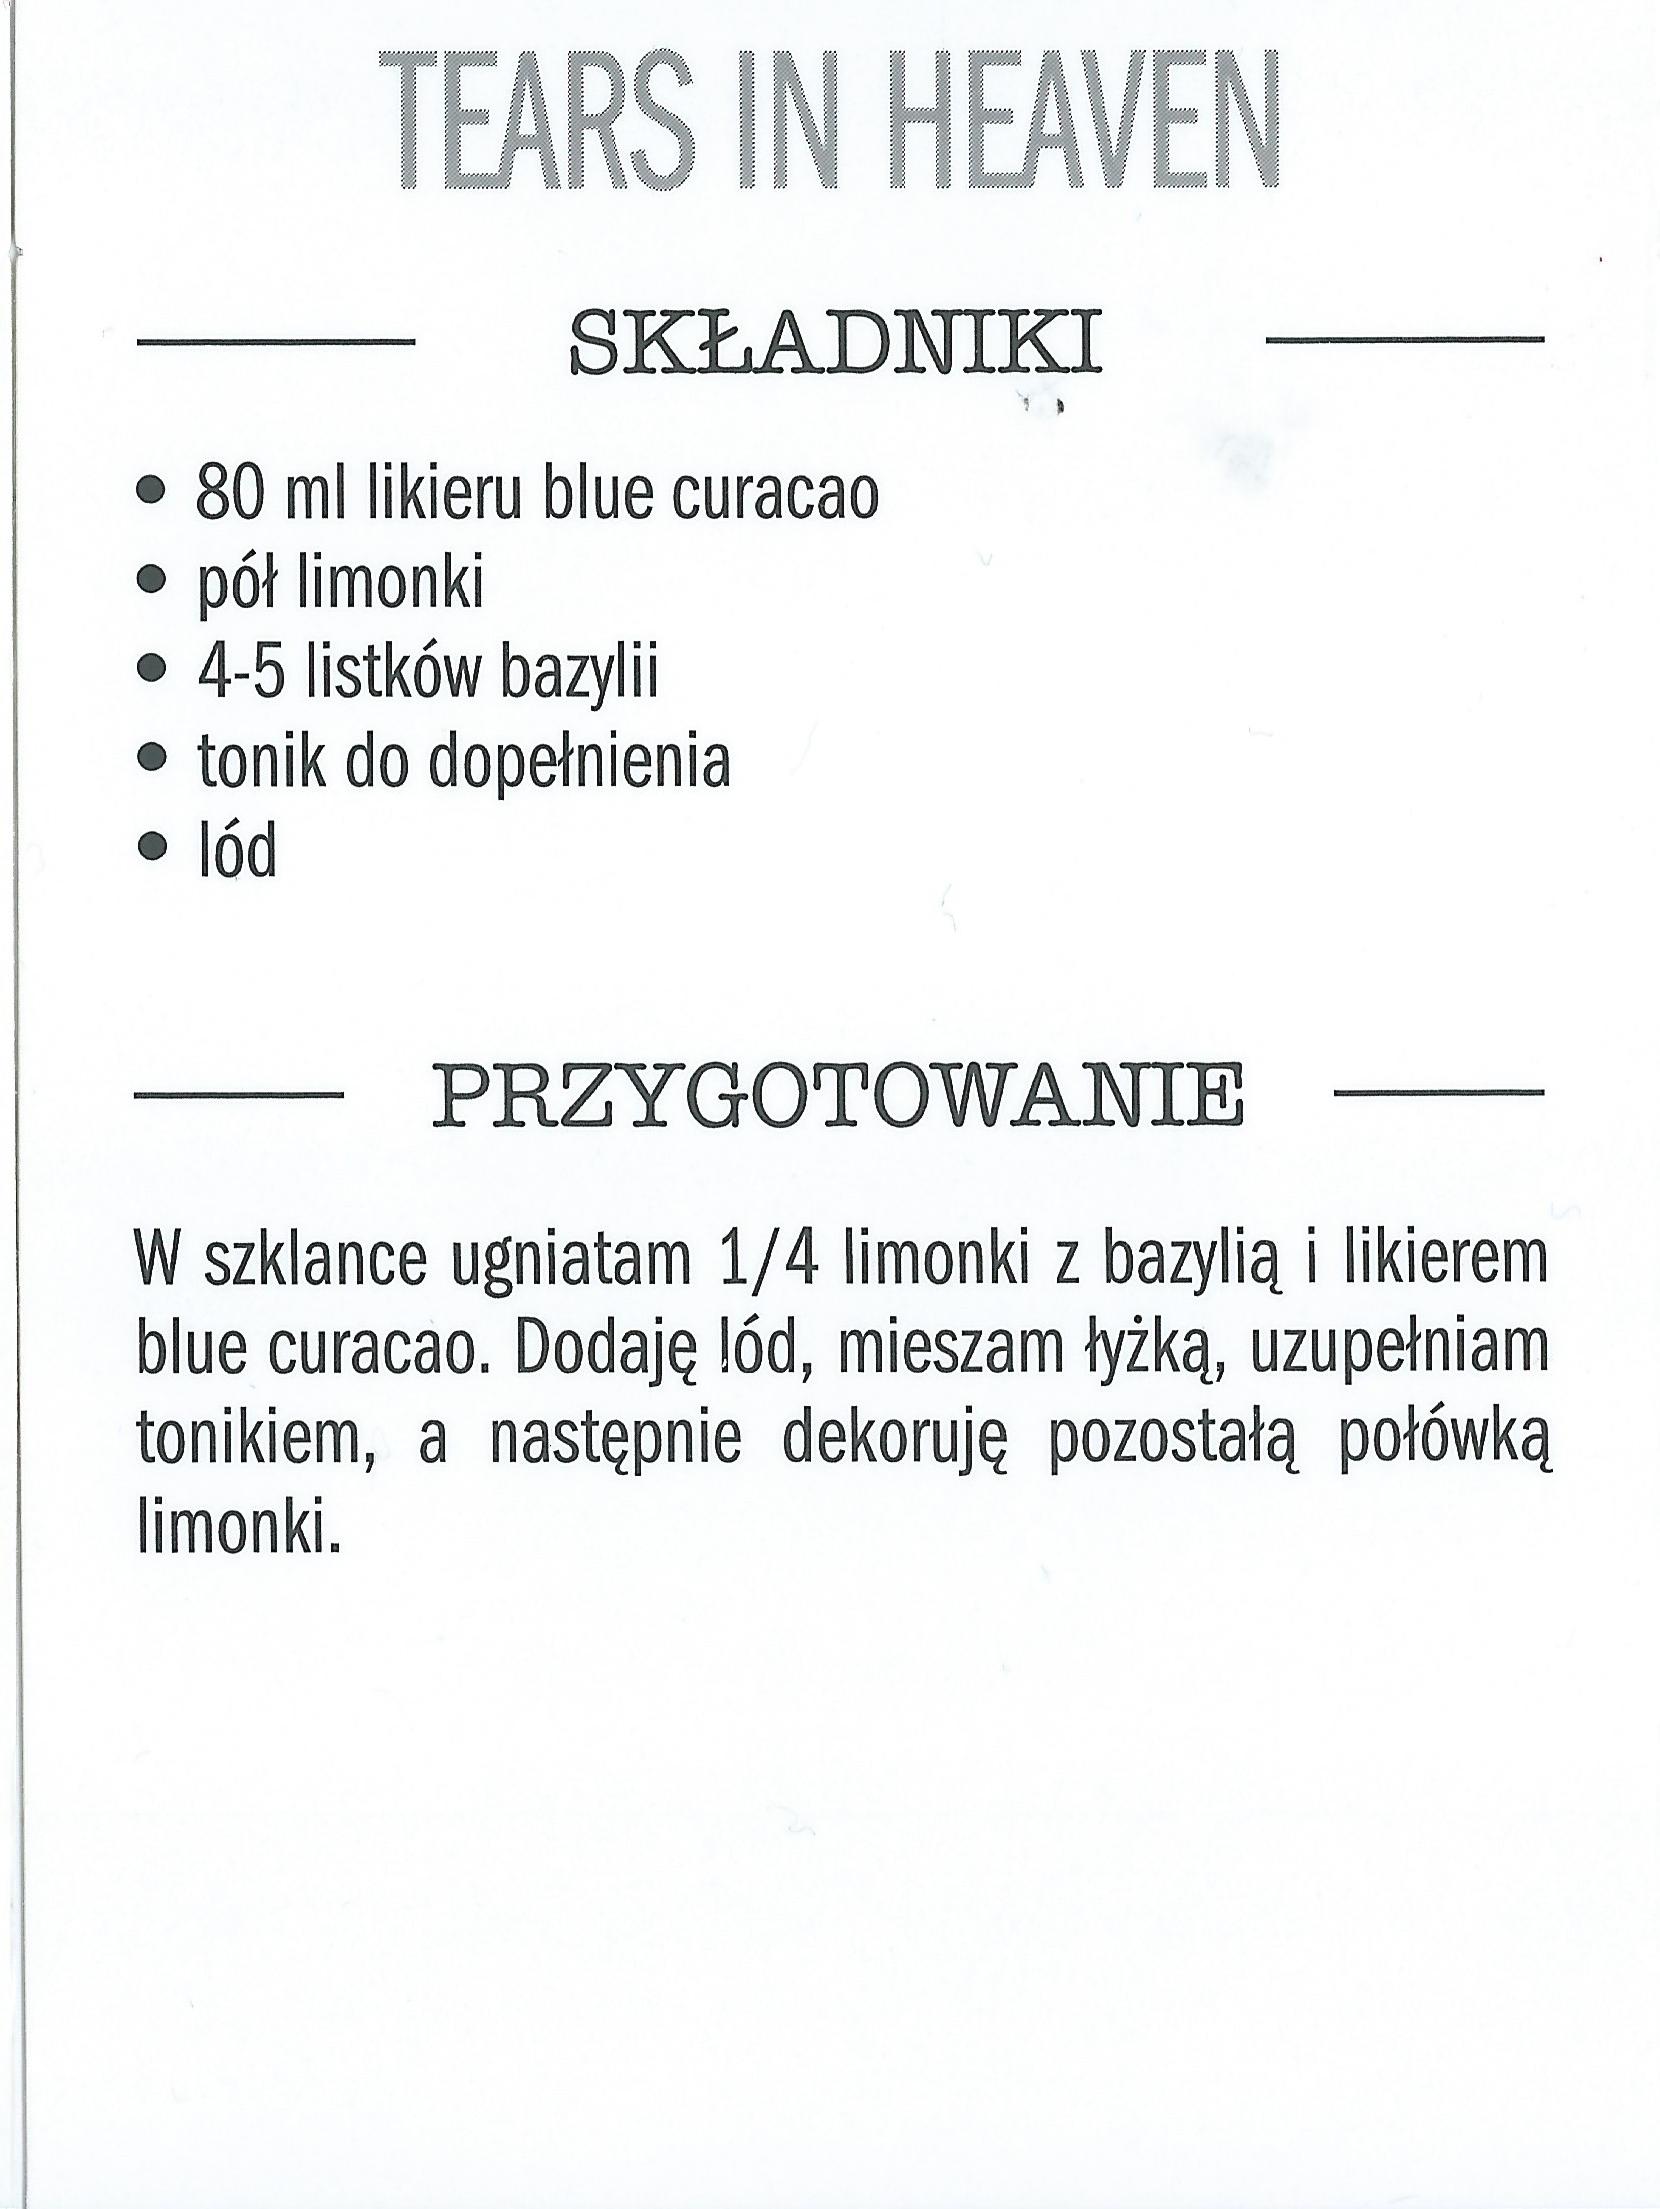 TEARS IN HEAVEN
SKŁADNIKI
• 80 ml likieru blue curacao
• pół limonki
• 4-5 listków bazylii
• tonik do dopełnienia
• lód
PRZYGOTOWANIE
W szklance ugniatam 1/4 limonki z bazylią i likierem
blue curacao. Dodaję lód, mieszam łyżką, uzupełniam
tonikiem, a następnie dekoruję pozostałą połówką
limonki.